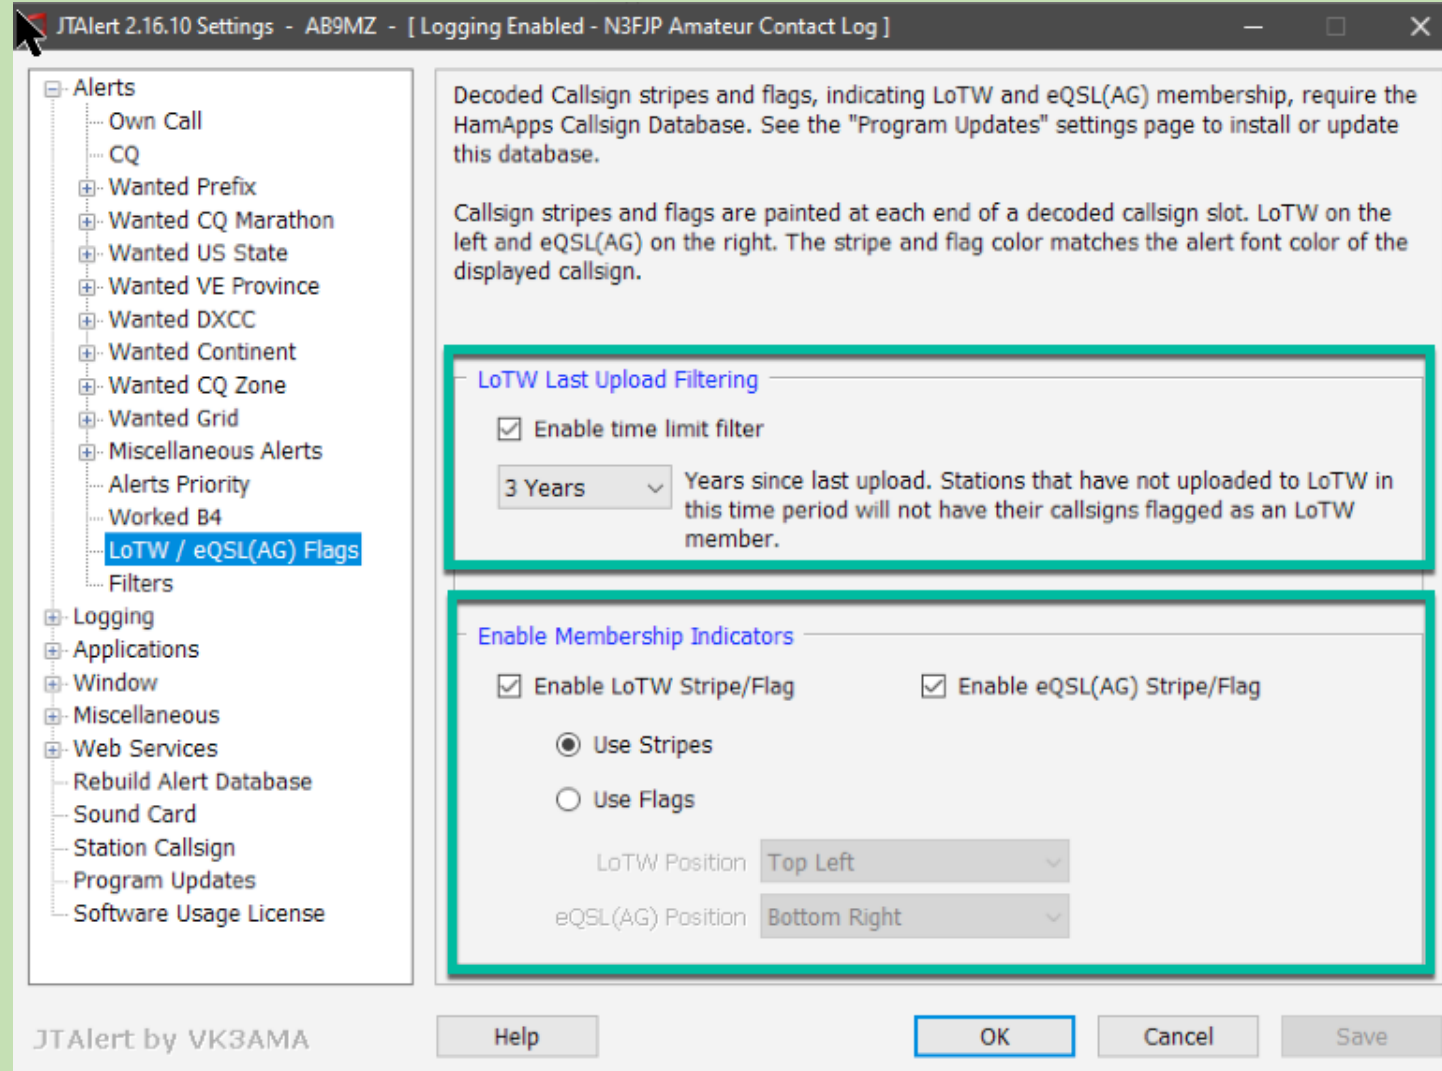 JTAlert 2.16.10 Settings - AB9MZ - [ Logging Enabled - N3FJP Amateur Contact Log ]
Alerts
Own Call
CQ
Wanted Prefix
Wanted CQ Marathon
Wanted US State
Wanted VE Province
Wanted DXCC
Wanted Continent
Wanted CQ Zone
Wanted Grid
Miscellaneous Alerts
Alerts Priority
Worked B4
LoTW / eQSL(AG) Flags
Filters
Logging
Applications
Window
Miscellaneous
Web Services
Rebuild Alert Database
Sound Card
Station Callsign
Program Updates
Software Usage License
Decoded Callsign stripes and flags, indicating LoTW and eQSL(AG) membership, require the
HamApps Callsign Database. See the "Program Updates" settings page to install or update
this database.
Callsign stripes and flags are painted at each end of a decoded callsign slot. LoTW on the
left and eQSL(AG) on the right. The stripe and flag color matches the alert font color of the
displayed callsign.
LoTW Last Upload Filtering
Enable time limit filter
3 Years
Years since last upload. Stations that have not uploaded to LoTW in
this time period will not have their callsigns flagged as an LoTW
member.
Enable Membership Indicators
Enable LoTW Stripe/Flag
Enable eQSL(AG) Stripe/Flag
Use Stripes
Use Flags
LoTW Position Top Left
eQSL(AG) Position Bottom Right
JTAlert by VK3AMA
Help
OK
Cancel
Save